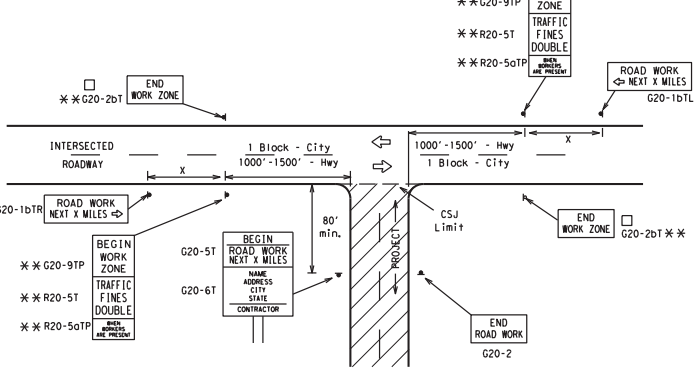 ✶✶G20-9TP
ZONE
✶✶R20-5T
TRAFFIC
FINES
DOUBLE
✶✶R20-5aTP
WHEN
WORKERS
ARE PRESENT
ROAD WORK
⇦ NEXT X MILES
G20-1bTL
END
WORK ZONE
□
✶✶G20-2bT
INTERSECTED
ROADWAY
1 Block - City
1000'-1500' - Hwy
1000'-1500' - Hwy
1 Block - City
X
X
G20-1bTR
ROAD WORK
NEXT X MILES ⇨
80'
min.
CSJ
Limit
END
WORK ZONE
□
G20-2bT ✶✶
✶✶G20-9TP
BEGIN
WORK
ZONE
✶✶R20-5T
TRAFFIC
FINES
DOUBLE
✶✶R20-5aTP
WHEN
WORKERS
ARE PRESENT
G20-5T
BEGIN
ROAD WORK
NEXT X MILES
G20-6T
NAME
ADDRESS
CITY
STATE
CONTRACTOR
PROJECT
END
ROAD WORK
G20-2